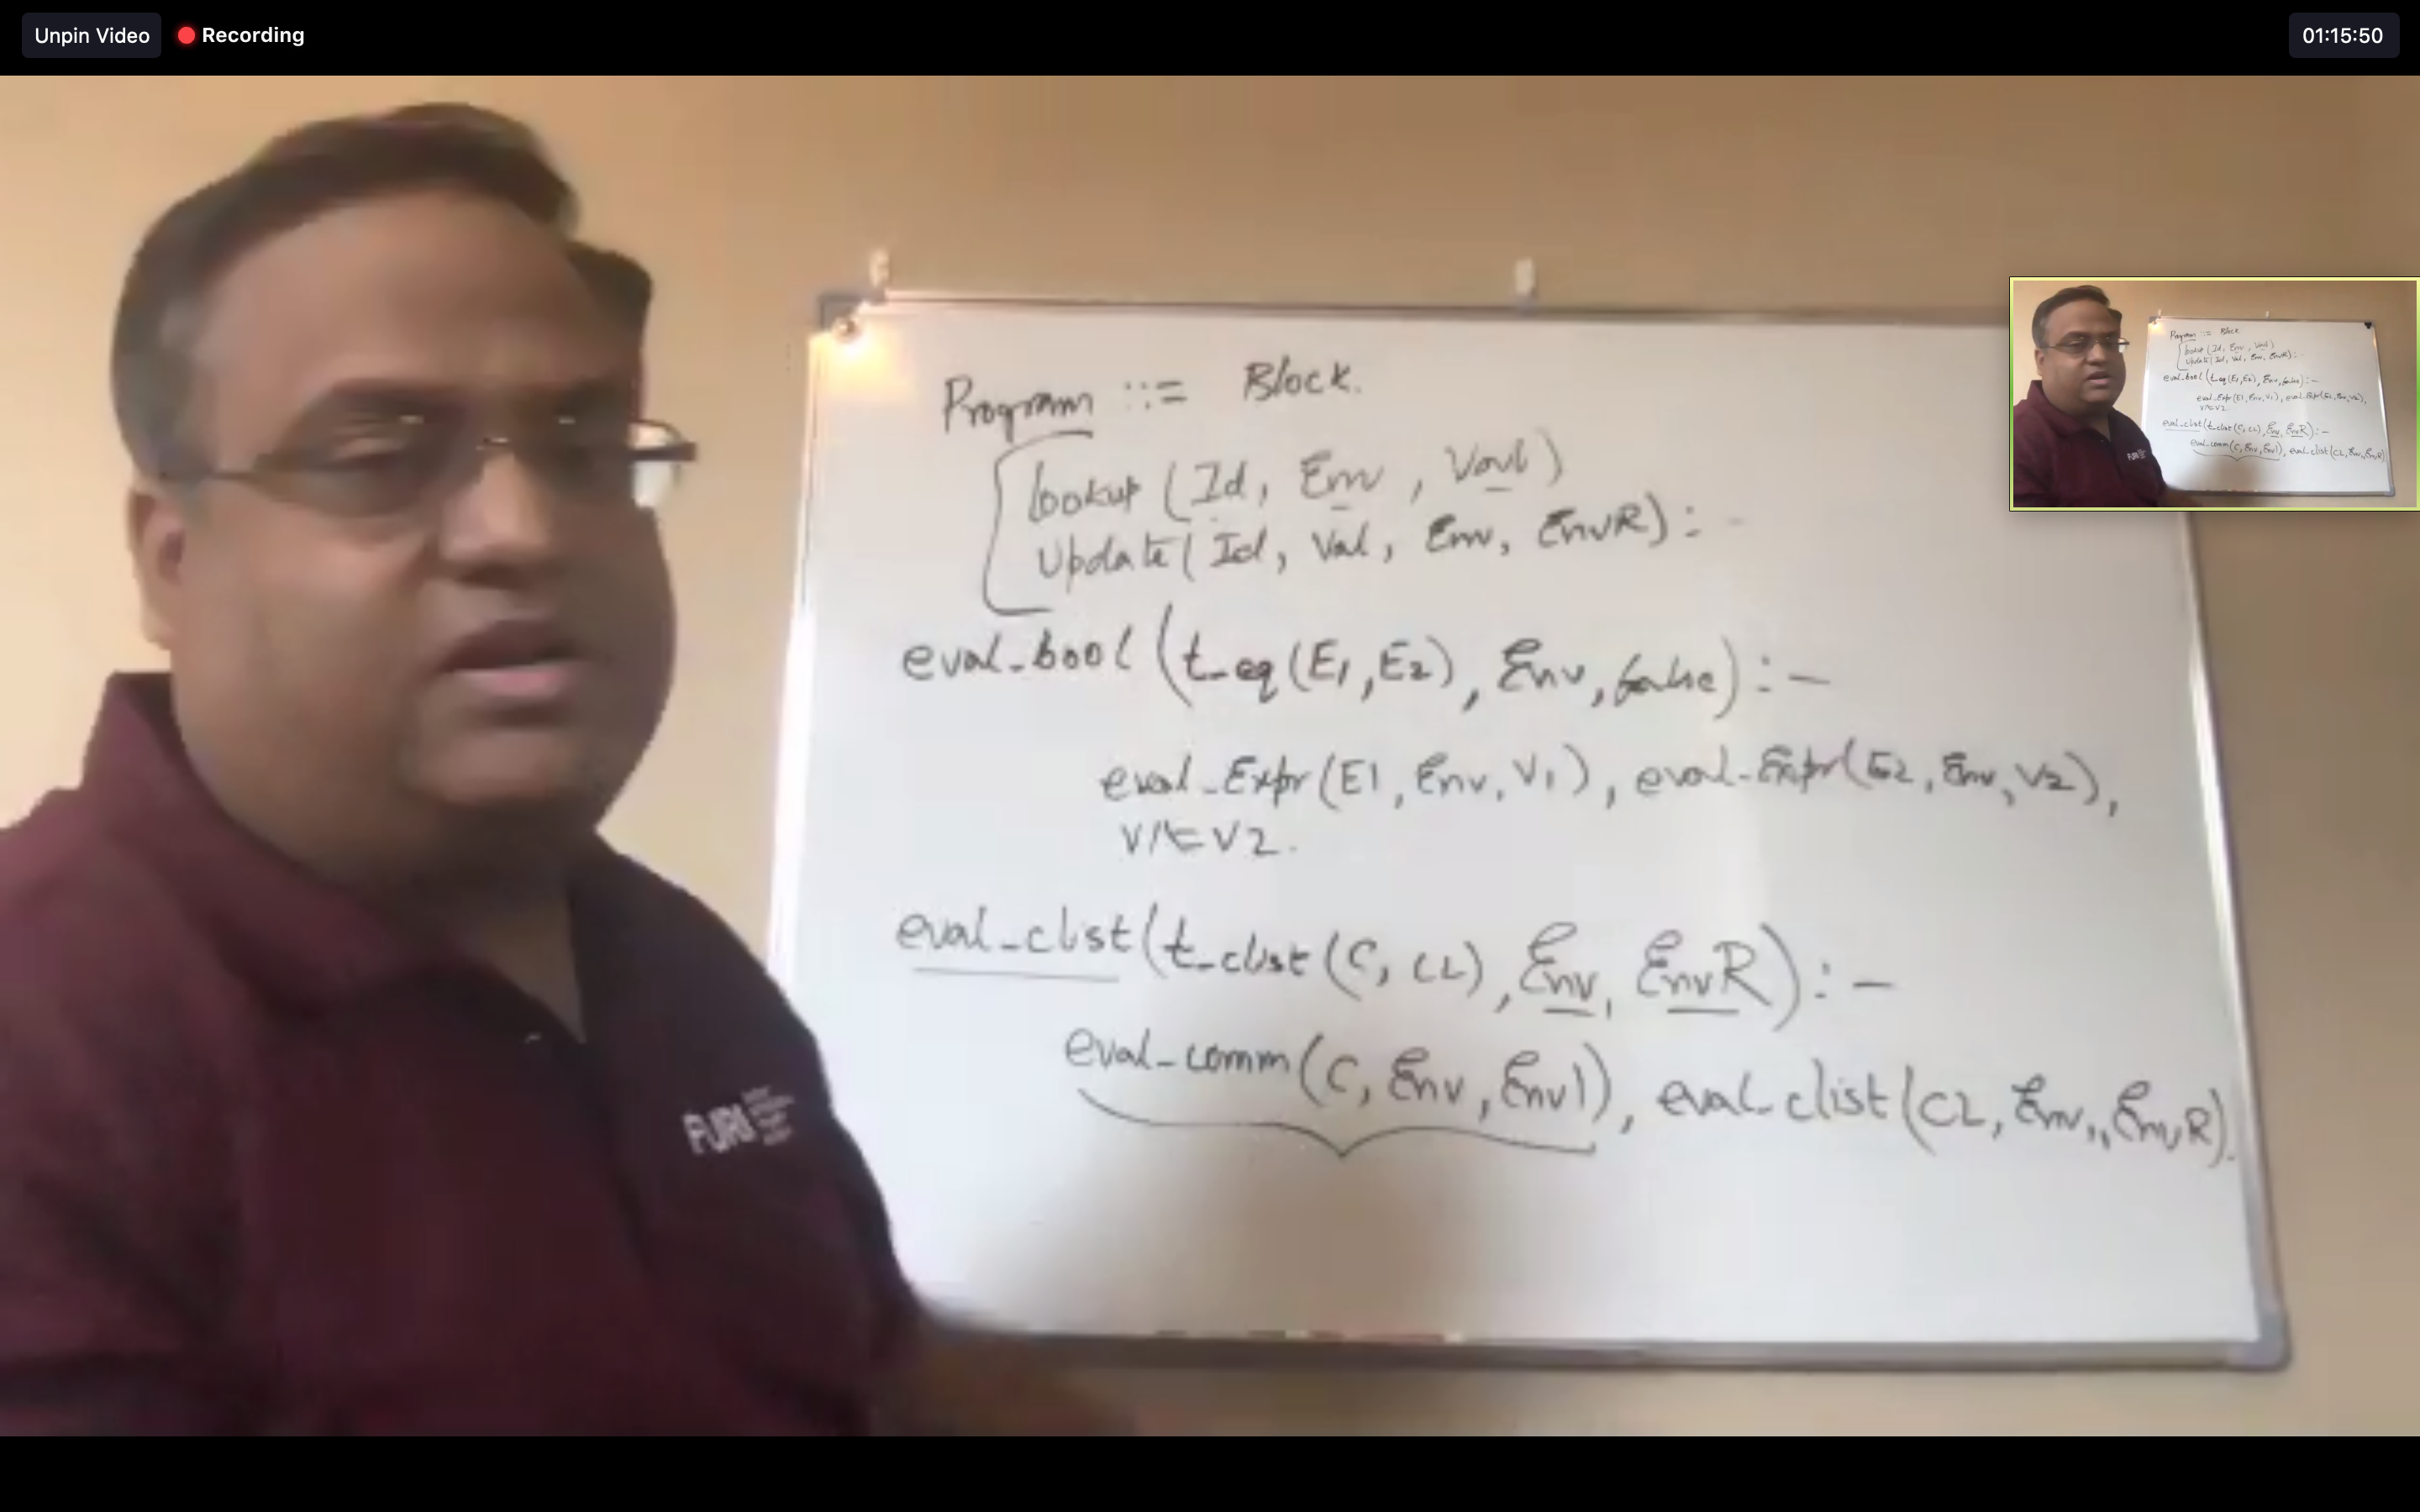 Unpin Video
Recording
01:15:50
Program ::= Block.
lookup (Id, Env, Val)
Update (Id, Val, Env, EnvR) :-
eval_bool (t_eq(E1,E2), Env, false) :-
eval_Expr(E1, Env, V1), eval_Expr(E2, Env, V2),
V1\=V2.
eval_clist(t_clist(C, CL), Env, EnvR) :-
eval_comm(C, Env, Env1), eval_clist(CL, Env1, EnvR).
FURI